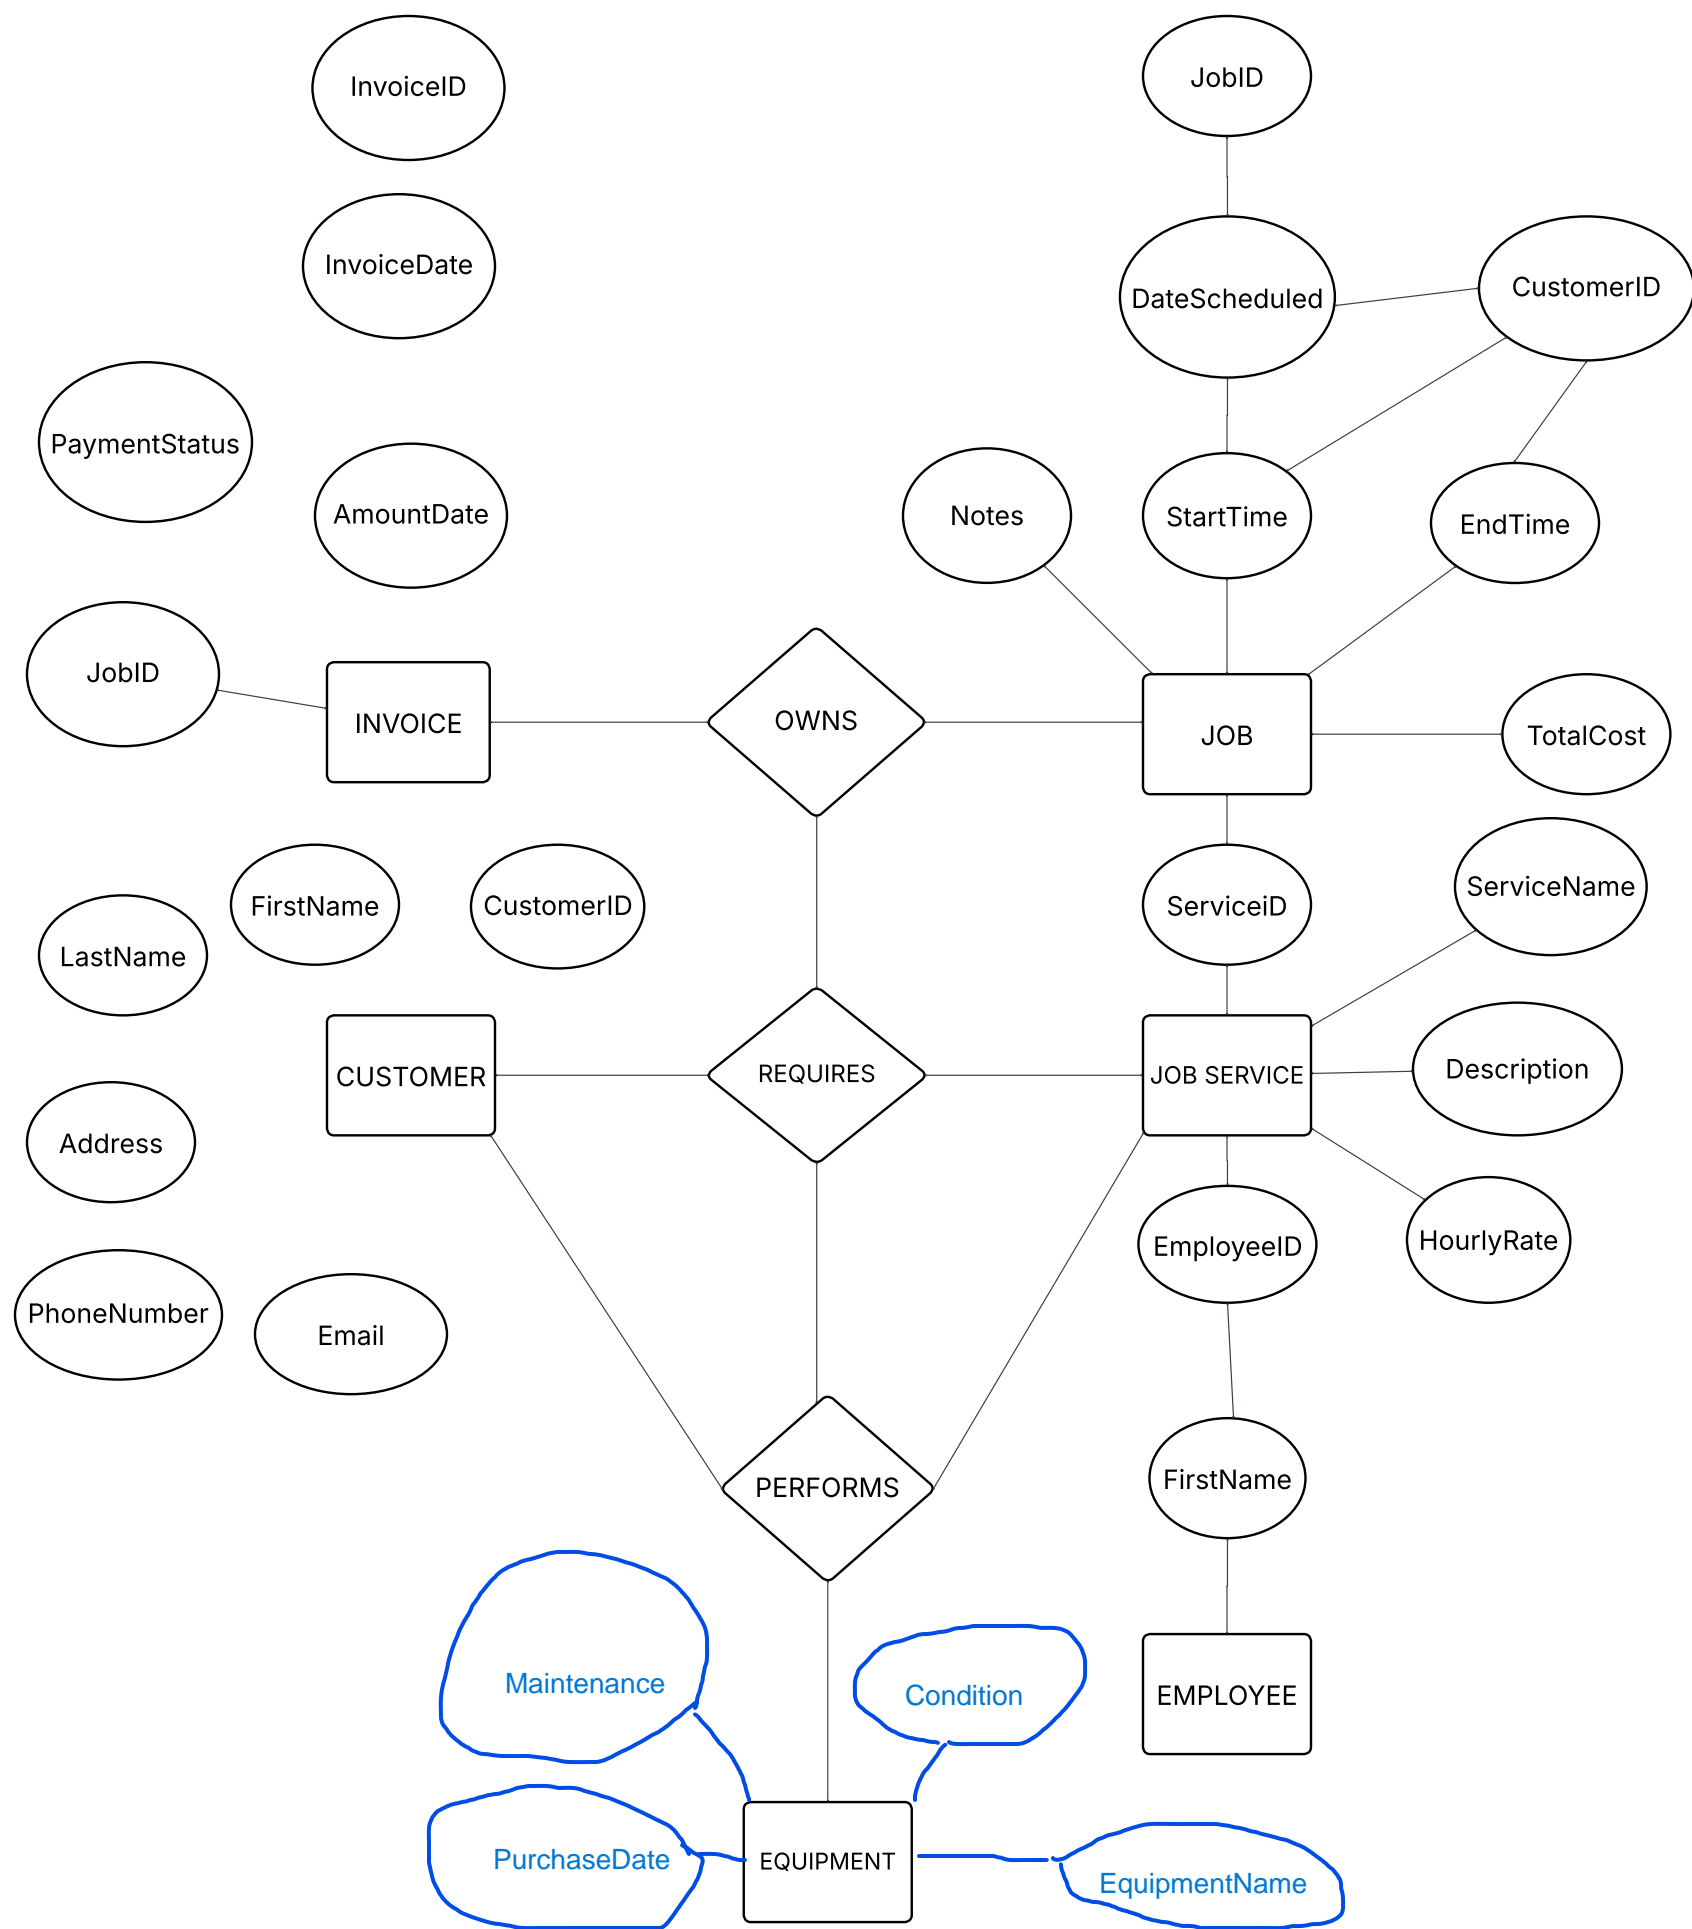 InvoiceID
JobID
InvoiceDate
DateScheduled
CustomerID
PaymentStatus
AmountDate
Notes
StartTime
EndTime
JobID
INVOICE
OWNS
JOB
TotalCost
FirstName
CustomerID
ServiceiD
ServiceName
LastName
CUSTOMER
REQUIRES
JOB SERVICE
Description
Address
EmployeeID
HourlyRate
PhoneNumber
Email
PERFORMS
FirstName
Maintenance
Condition
EMPLOYEE
PurchaseDate
EQUIPMENT
EquipmentName